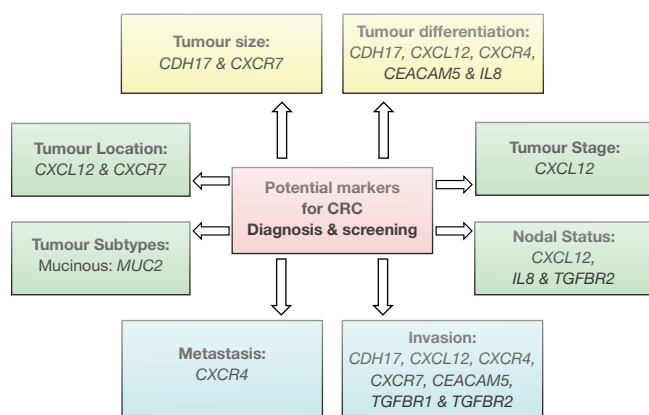 Tumour size:
CDH17 & CXCR7
Tumour differentiation:
CDH17, CXCL12, CXCR4,
CEACAM5 & IL8
Tumour Location:
CXCL12 & CXCR7
Potential markers
for CRC
Diagnosis & screening
Tumour Stage:
CXCL12
Tumour Subtypes:
Mucinous: MUC2
Nodal Status:
CXCL12,
IL8 & TGFBR2
Metastasis:
CXCR4
Invasion:
CDH17, CXCL12, CXCR4,
CXCR7, CEACAM5,
TGFBR1 & TGFBR2